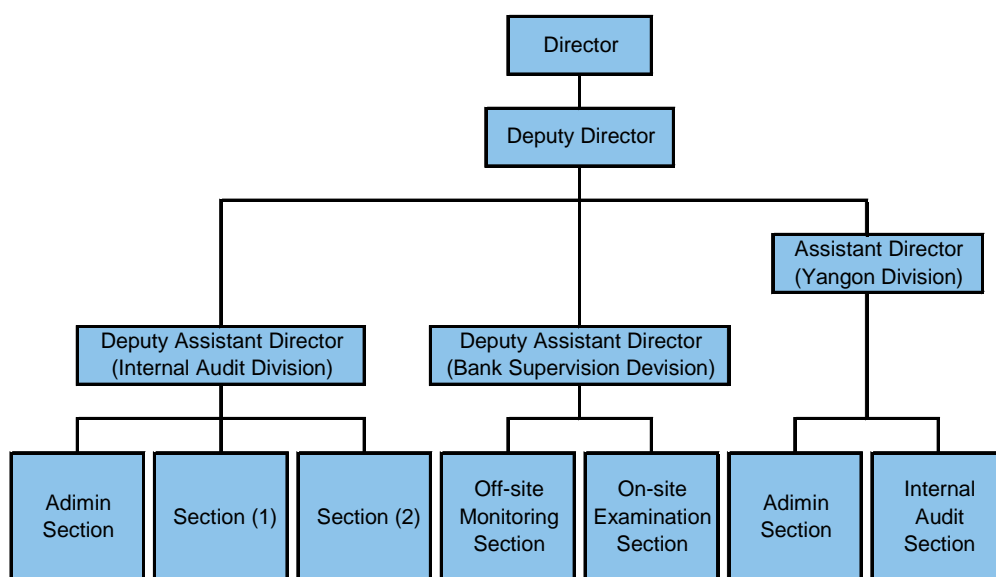 Director
Deputy Director
Assistant Director
(Yangon Division)
Deputy Assistant Director
(Internal Audit Division)
Deputy Assistant Director
(Bank Supervision Devision)
Adimin
Section
Section (1)
Section (2)
Off-site
Monitoring
Section
On-site
Examination
Section
Adimin
Section
Internal
Audit
Section